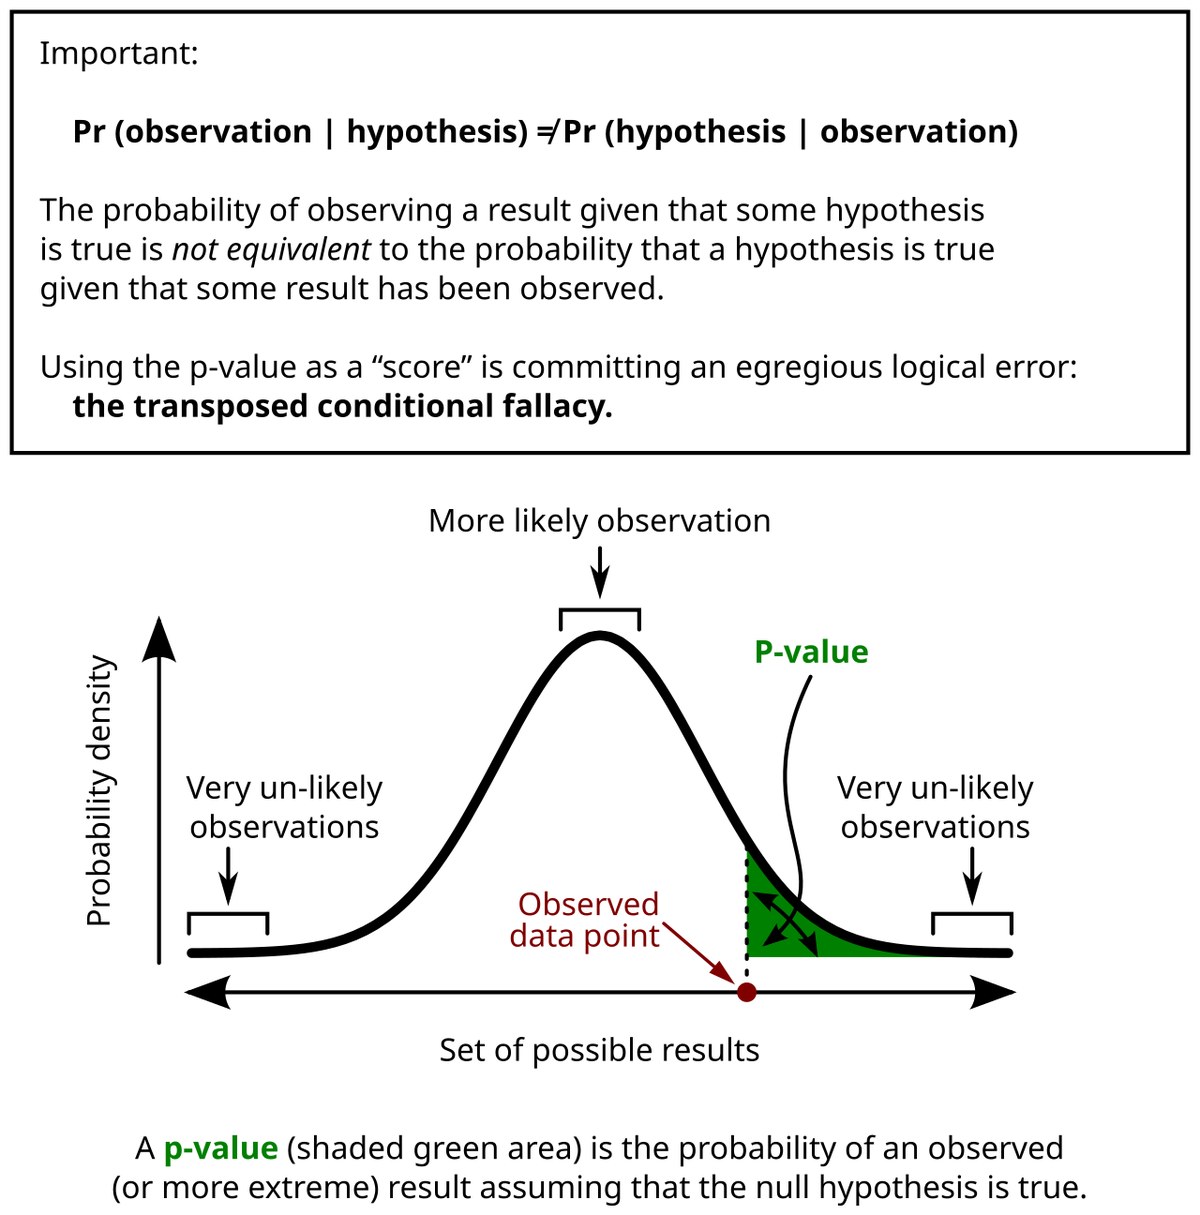 Important:
Pr (observation | hypothesis) ≠ Pr (hypothesis | observation)
The probability of observing a result given that some hypothesis
is true is not equivalent to the probability that a hypothesis is true
given that some result has been observed.
Using the p-value as a “score” is committing an egregious logical error:
the transposed conditional fallacy.
More likely observation
P-value
Probability density
Very un-likely
observations
Very un-likely
observations
Observed
data point
Set of possible results
A p-value (shaded green area) is the probability of an observed
(or more extreme) result assuming that the null hypothesis is true.